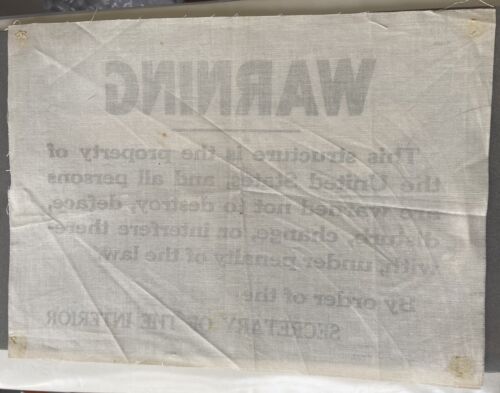 WARNING
This structure is the property of
the United States, and all persons
are warned not to destroy, deface,
disturb, change, or interfere there-
with, under penalty of the law.
By order of the
SECRETARY OF THE INTERIOR